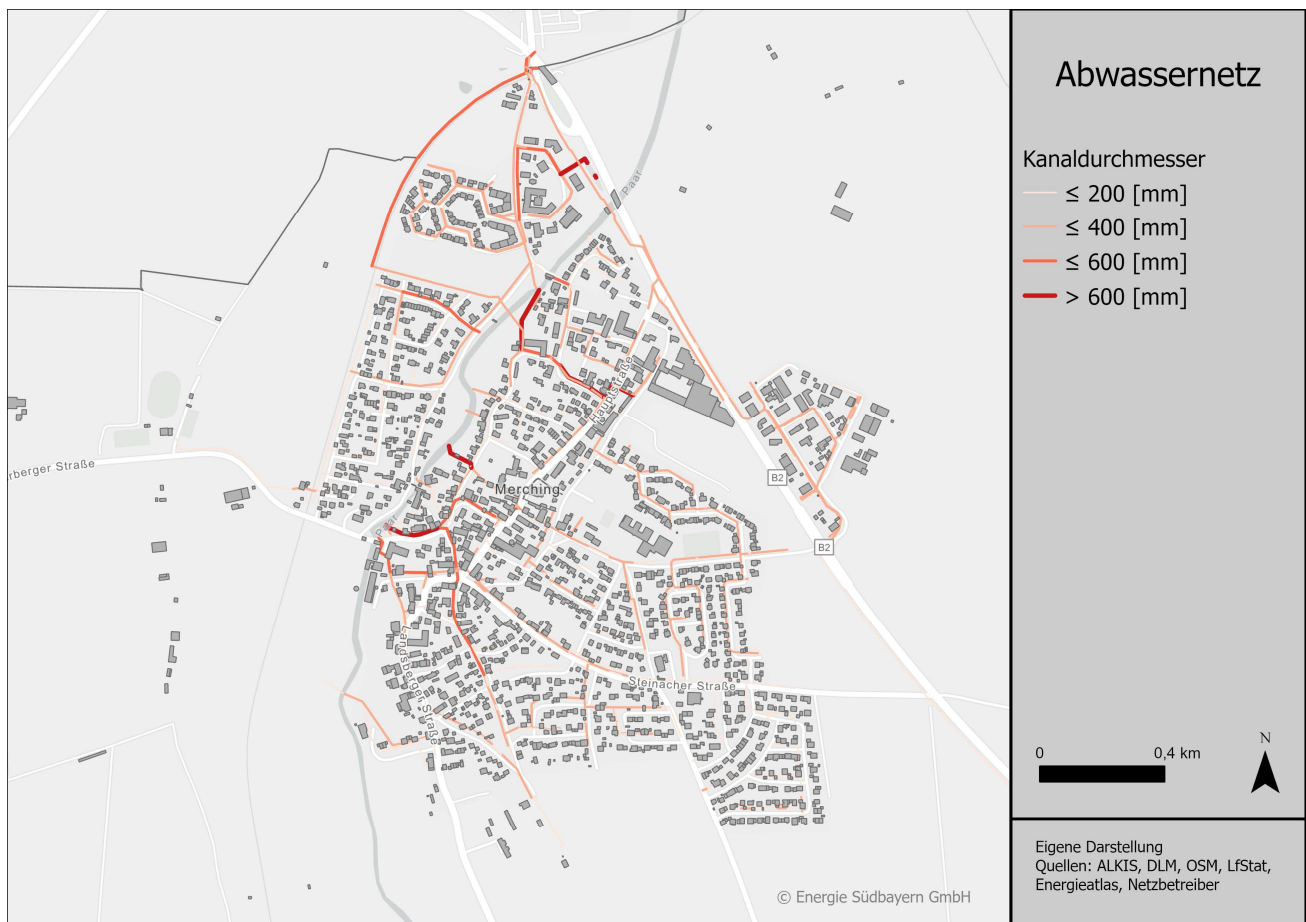 Abwassernetz
Kanaldurchmesser
≤ 200 [mm]
≤ 400 [mm]
≤ 600 [mm]
> 600 [mm]
Paar
Hauptstraße
rberger Straße
B2
Merching
Paar
B2
Landsberger Straße
Steinacher Straße
0 0,4 km
N
© Energie Südbayern GmbH
Eigene Darstellung
Quellen: ALKIS, DLM, OSM, LfStat,
Energieatlas, Netzbetreiber